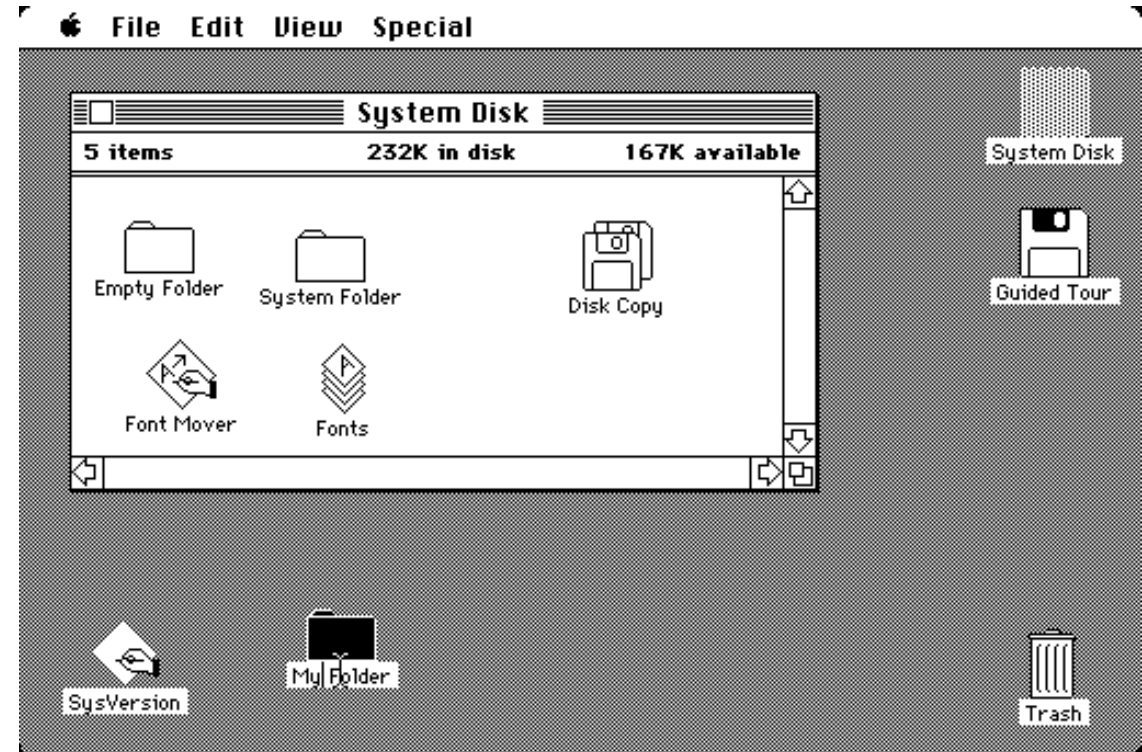 File Edit View Special
System Disk
5 items 232K in disk 167K available
Empty Folder
System Folder
Disk Copy
Font Mover
Fonts
System Disk
Guided Tour
SysVersion
My Folder
Trash